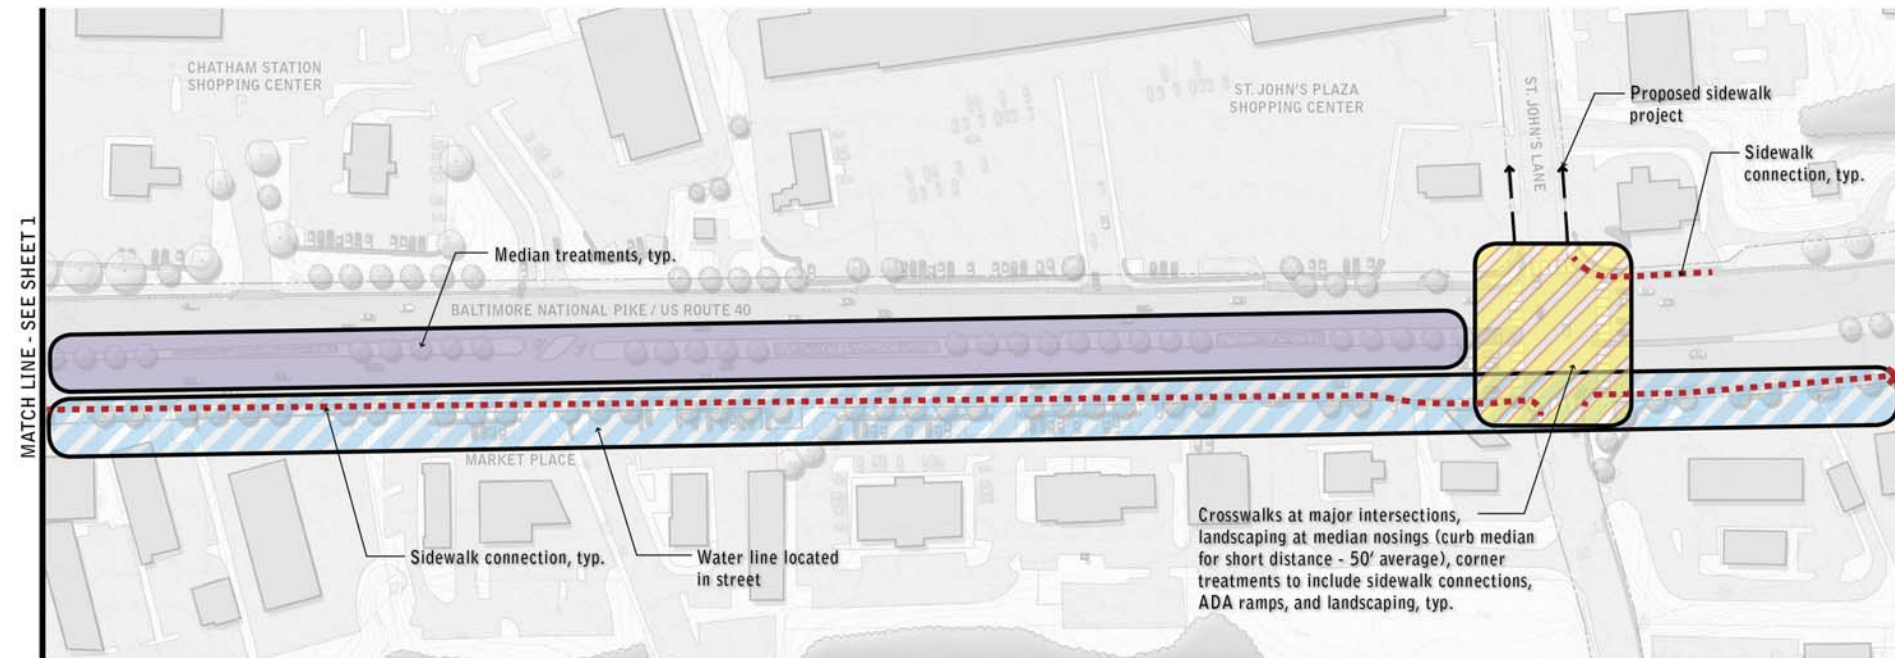 CHATHAM STATION
SHOPPING CENTER
ST. JOHN'S PLAZA
SHOPPING CENTER
ST. JOHN'S LANE
Proposed sidewalk
project
Sidewalk
connection, typ.
MATCH LINE - SEE SHEET 1
Median treatments, typ.
BALTIMORE NATIONAL PIKE / US ROUTE 40
MARKET PLACE
Sidewalk connection, typ.
Water line located
in street
Crosswalks at major intersections,
landscaping at median nosings (curb median
for short distance - 50' average), corner
treatments to include sidewalk connections,
ADA ramps, and landscaping, typ.